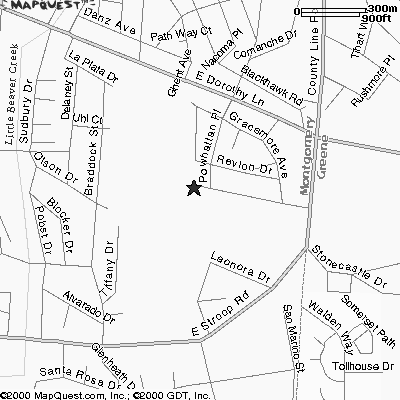 MAPQUEST
300m
900ft
Danz Ave
Path Way Ct
Nacoma Pl
Comanche Dr
County Line Rd
Tihart Way
Rushmore Pl
La Plata Dr
Ghent Ave
Blackhawk Rd
E Dorothy Ln
Little Beaver Creek
Sudbury Dr
Delaney St
Uhl Ct
Braddock St
Powhattan Pl
Gracemore Ave
Revlon Dr
Montgomery
Greene
Olson Dr
Blocker Dr
Pobst Dr
Tiffany Dr
Leonora Dr
Stonecastle Dr
Alvarado Dr
E Stroop Rd
San Marino St
Somerset Path
Walden Way
Glenheath Dr
Santa Rosa Dr
Tollhouse Dr
©2000 MapQuest.com, Inc.; ©2000 GDT, Inc.